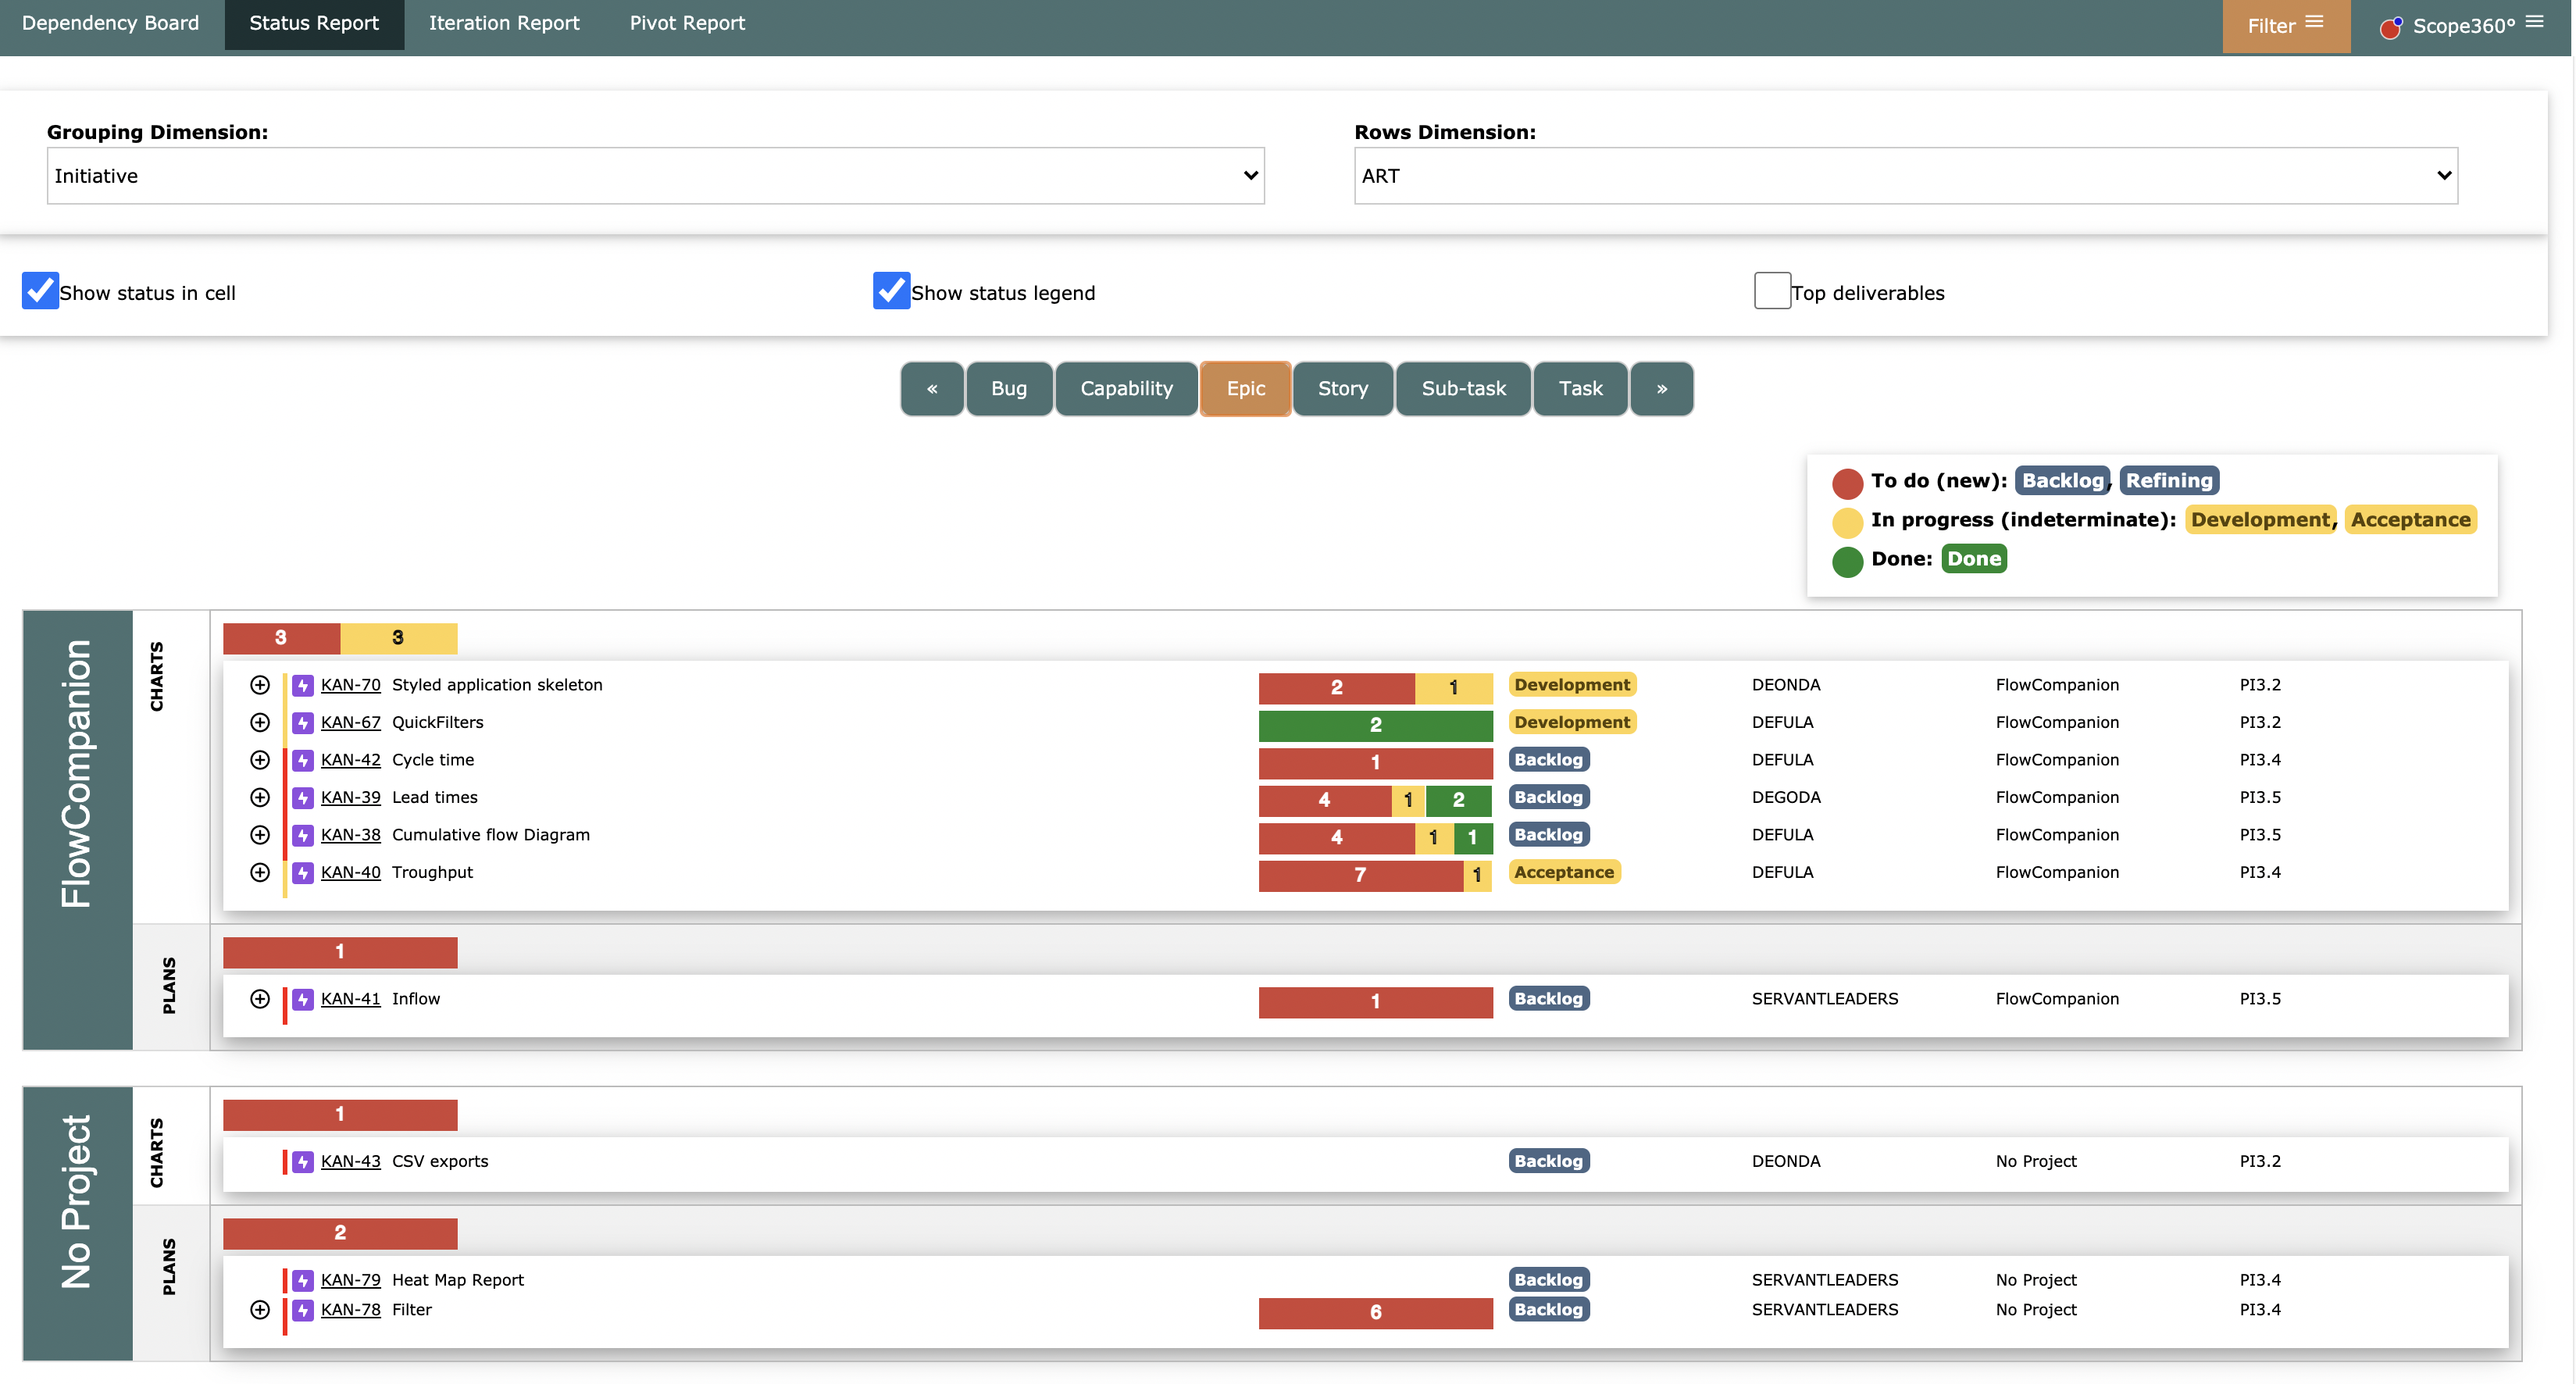 Dependency Board Status Report Iteration Report Pivot Report Filter Scope360°
Grouping Dimension: Rows Dimension:
Initiative ART
Show status in cell Show status legend Top deliverables
« Bug Capability Epic Story Sub-task Task »
To do (new): Backlog, Refining
In progress (indeterminate): Development, Acceptance
Done: Done
FlowCompanion
CHARTS
3 3
KAN-70 Styled application skeleton 2 1 Development DEONDA FlowCompanion PI3.2
KAN-67 QuickFilters 2 Development DEFULA FlowCompanion PI3.2
KAN-42 Cycle time 1 Backlog DEFULA FlowCompanion PI3.4
KAN-39 Lead times 4 1 2 Backlog DEGODA FlowCompanion PI3.5
KAN-38 Cumulative flow Diagram 4 1 1 Backlog DEFULA FlowCompanion PI3.5
KAN-40 Troughput 7 1 Acceptance DEFULA FlowCompanion PI3.4
PLANS
1
KAN-41 Inflow 1 Backlog SERVANTLEADERS FlowCompanion PI3.5
No Project
CHARTS
1
KAN-43 CSV exports Backlog DEONDA No Project PI3.2
PLANS
2
KAN-79 Heat Map Report Backlog SERVANTLEADERS No Project PI3.4
KAN-78 Filter 6 Backlog SERVANTLEADERS No Project PI3.4